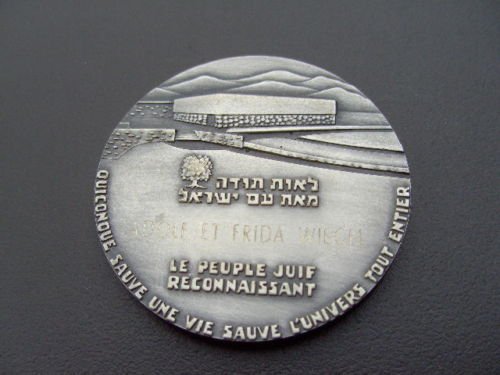 לאות תודה
מאת עם ישראל
ADOLF ET FRIDA WIEGEL
LE PEUPLE JUIF
RECONNAISSANT
QUICONQUE SAUVE UNE VIE SAUVE L'UNIVERS TOUT ENTIER